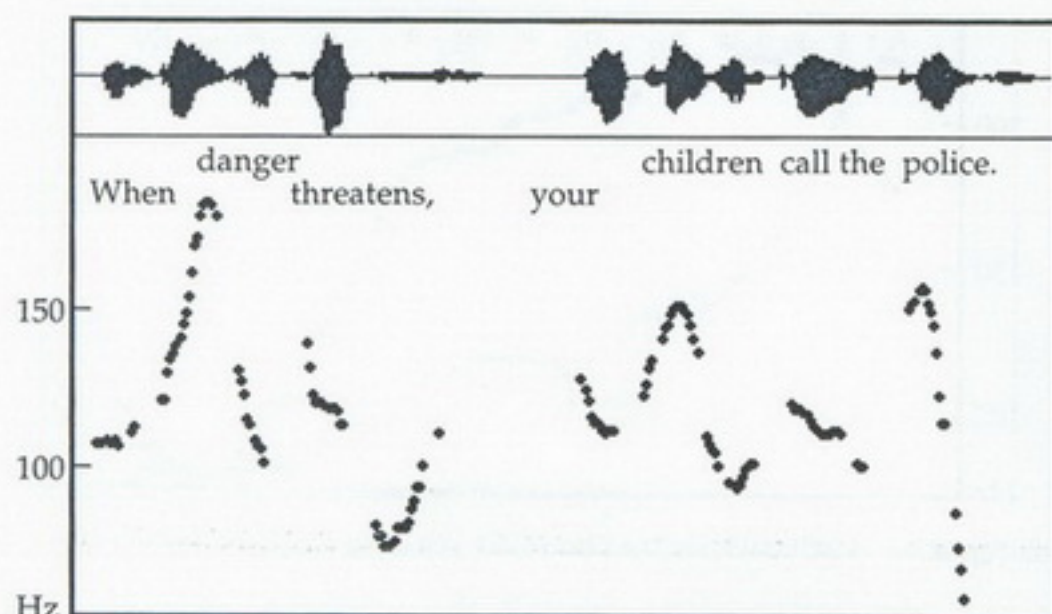 danger children call the police.
When threatens, your
150
100
Hz